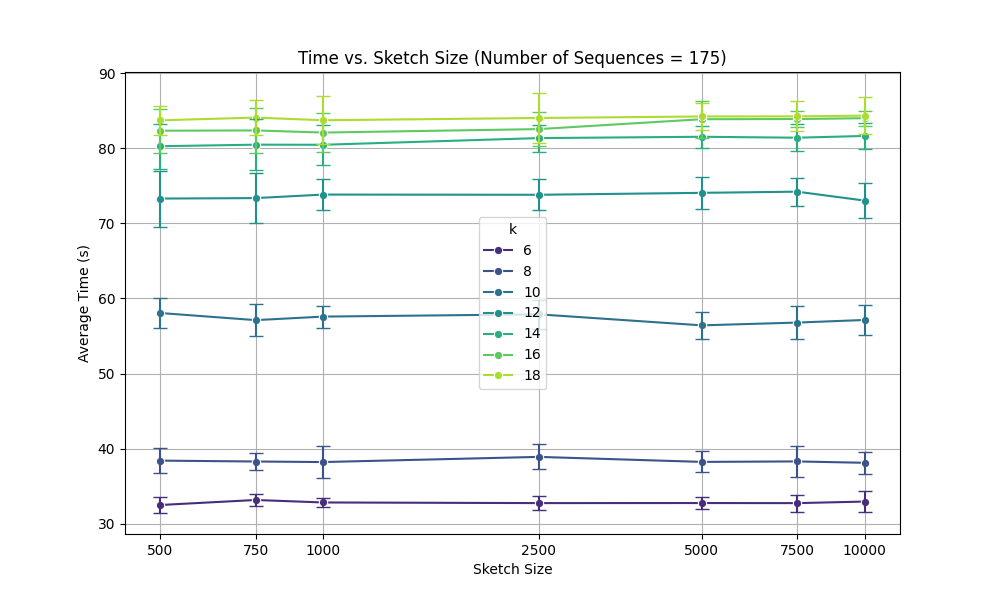 Time vs. Sketch Size (Number of Sequences = 175)
90
80
70
60
50
40
30
Average Time (s)
k
6
8
10
12
14
16
18
500 750 1000 2500 5000 7500 10000
Sketch Size